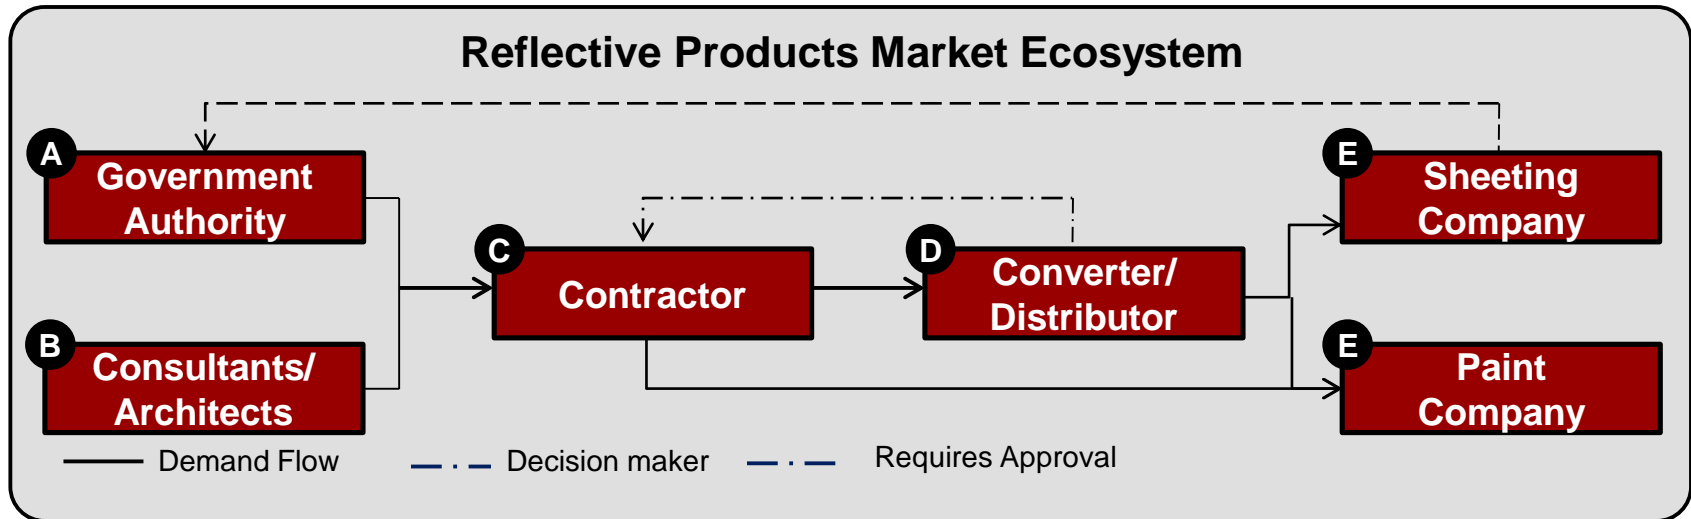 Reflective Products Market Ecosystem
A
Government
Authority
B
Consultants/
Architects
C
Contractor
D
Converter/
Distributor
E
Sheeting
Company
E
Paint
Company
Demand Flow
Decision maker
Requires Approval